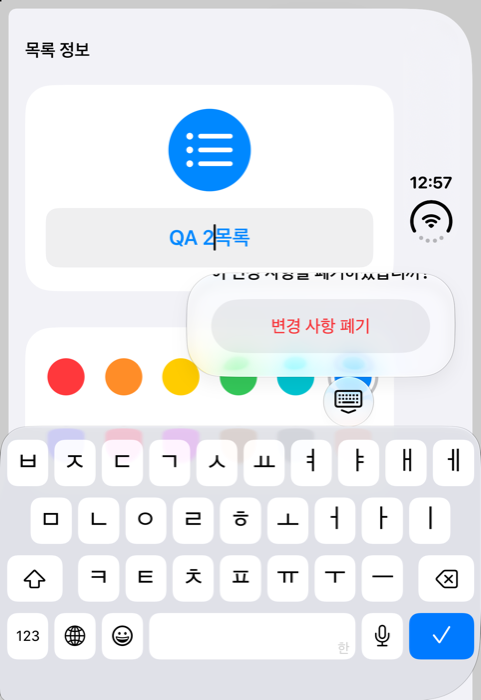 목록 정보
12:57
QA 2목록
변경 사항 폐기
ㅂ ㅈ ㄷ ㄱ ㅅ ㅛ ㅕ ㅑ ㅐ ㅔ
ㅁ ㄴ ㅇ ㄹ ㅎ ㅗ ㅓ ㅏ ㅣ
ㅋ ㅌ ㅊ ㅍ ㅠ ㅜ ㅡ
123
한